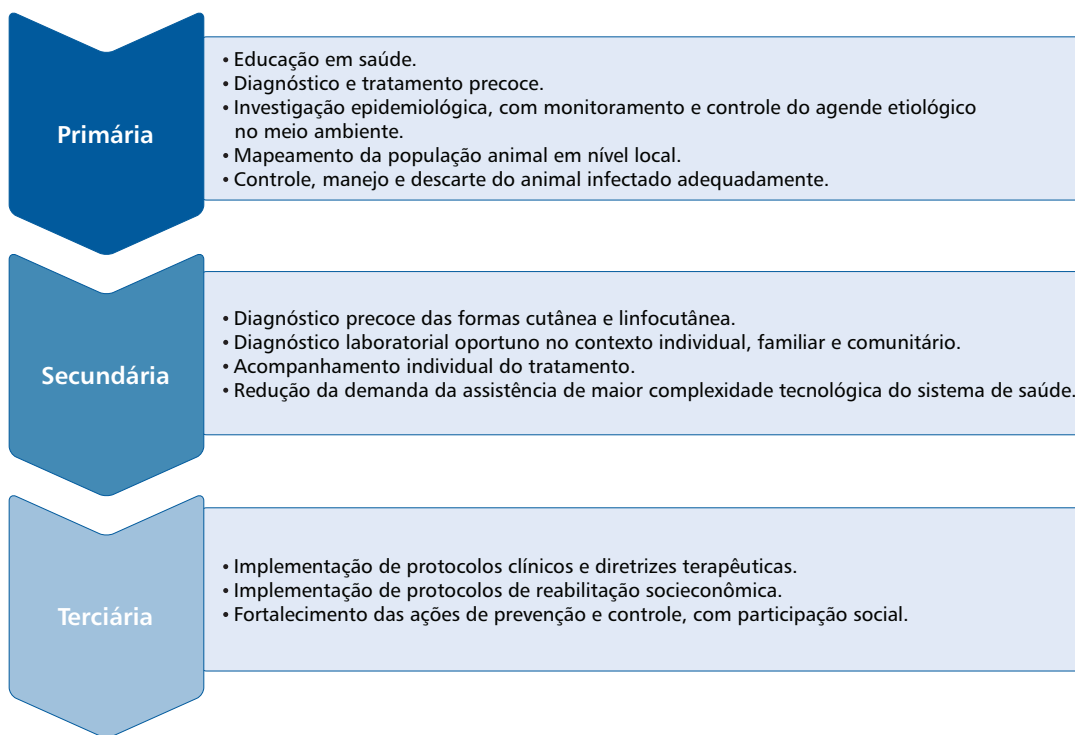 Primária
• Educação em saúde.
• Diagnóstico e tratamento precoce.
• Investigação epidemiológica, com monitoramento e controle do agende etiológico
no meio ambiente.
• Mapeamento da população animal em nível local.
• Controle, manejo e descarte do animal infectado adequadamente.
Secundária
• Diagnóstico precoce das formas cutânea e linfocutânea.
• Diagnóstico laboratorial oportuno no contexto individual, familiar e comunitário.
• Acompanhamento individual do tratamento.
• Redução da demanda da assistência de maior complexidade tecnológica do sistema de saúde.
Terciária
• Implementação de protocolos clínicos e diretrizes terapêuticas.
• Implementação de protocolos de reabilitação socieconômica.
• Fortalecimento das ações de prevenção e controle, com participação social.